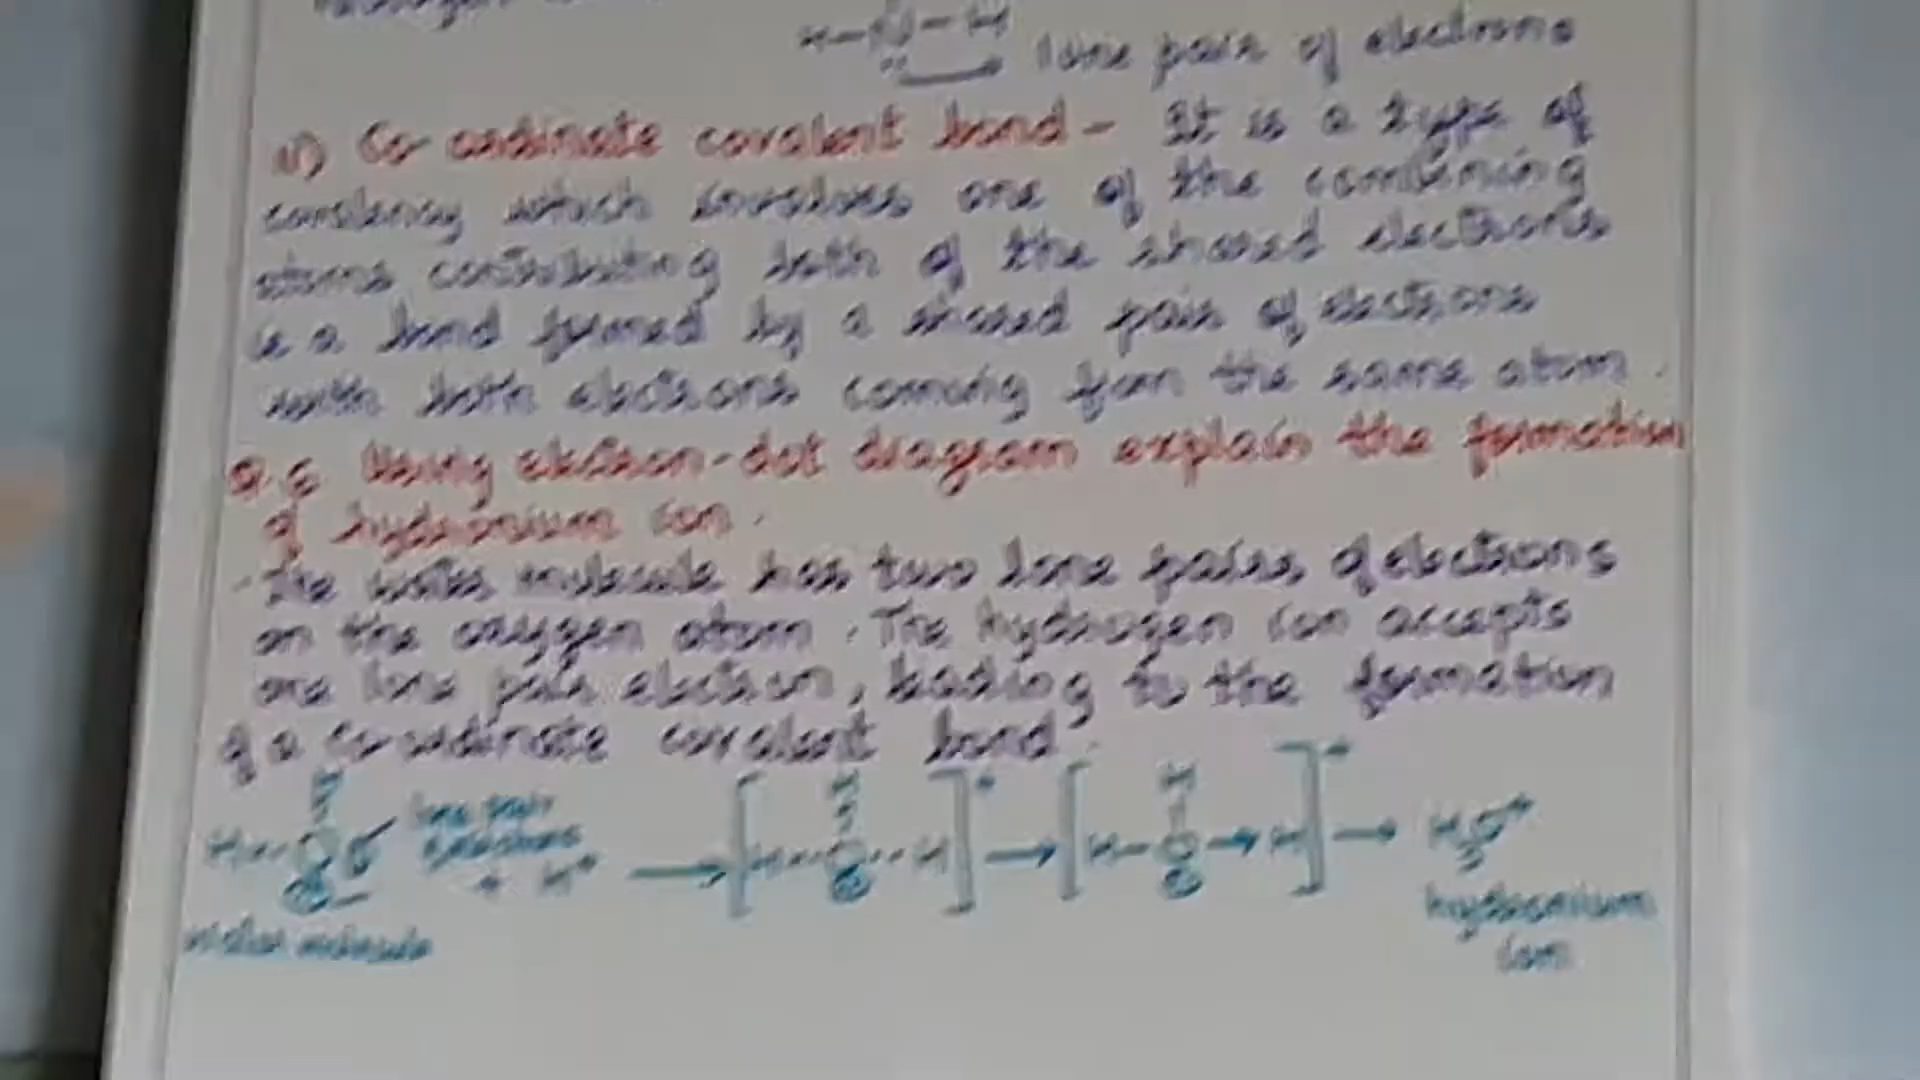 H-N-H
lone pair of electrons
ii) Co-ordinate covalent bond - It is a type of
covalency which involves one of the combining
atoms contributing both of the shared electrons
is a bond formed by a shared pair of electrons
with both electrons coming from the same atom.
Q.6 Using electron-dot diagram explain the formation
of hydronium ion.
The water molecule has two lone pairs of electrons
on the oxygen atom. The hydrogen ion accepts
one lone pair electron, leading to the formation
of a co-ordinate covalent bond.
lone pair
electrons
+ H+
water molecule
H3O+
hydronium
ion